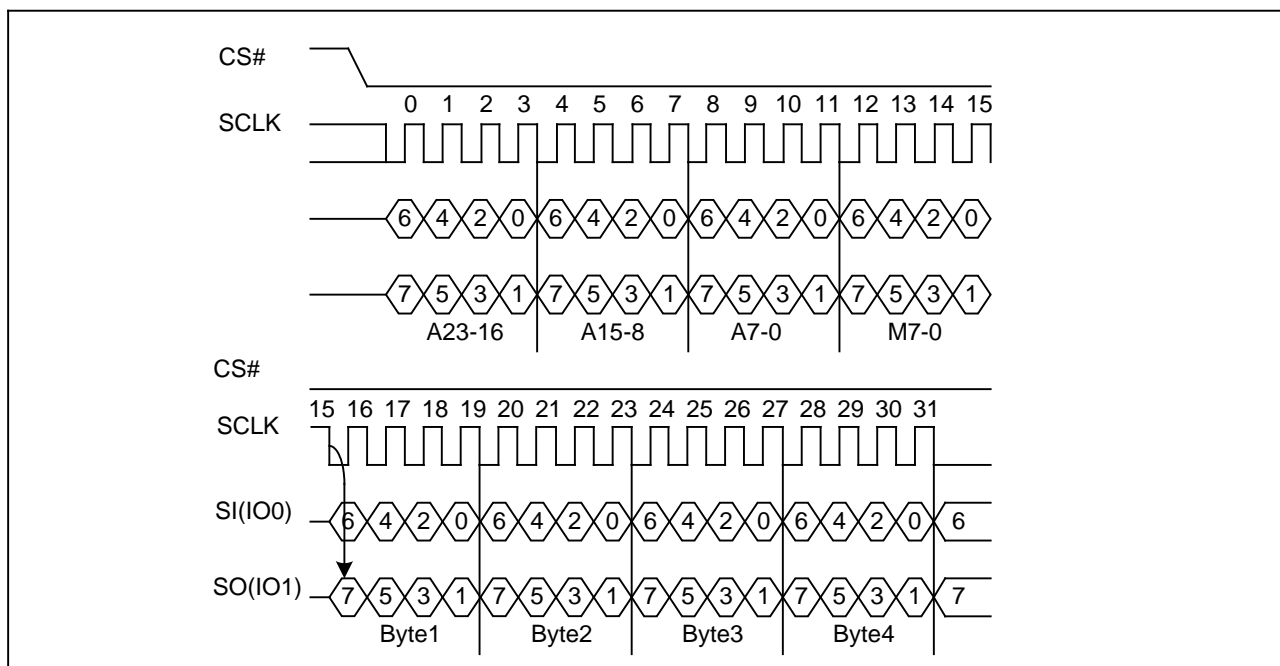 CS#
0 1 2 3 4 5 6 7 8 9 10 11 12 13 14 15
SCLK
6 4 2 0 6 4 2 0 6 4 2 0 6 4 2 0
7 5 3 1 7 5 3 1 7 5 3 1 7 5 3 1
A23-16 A15-8 A7-0 M7-0
CS#
15 16 17 18 19 20 21 22 23 24 25 26 27 28 29 30 31
SCLK
SI(IO0) 6 4 2 0 6 4 2 0 6 4 2 0 6 4 2 0 6
SO(IO1) 7 5 3 1 7 5 3 1 7 5 3 1 7 5 3 1 7
Byte1 Byte2 Byte3 Byte4